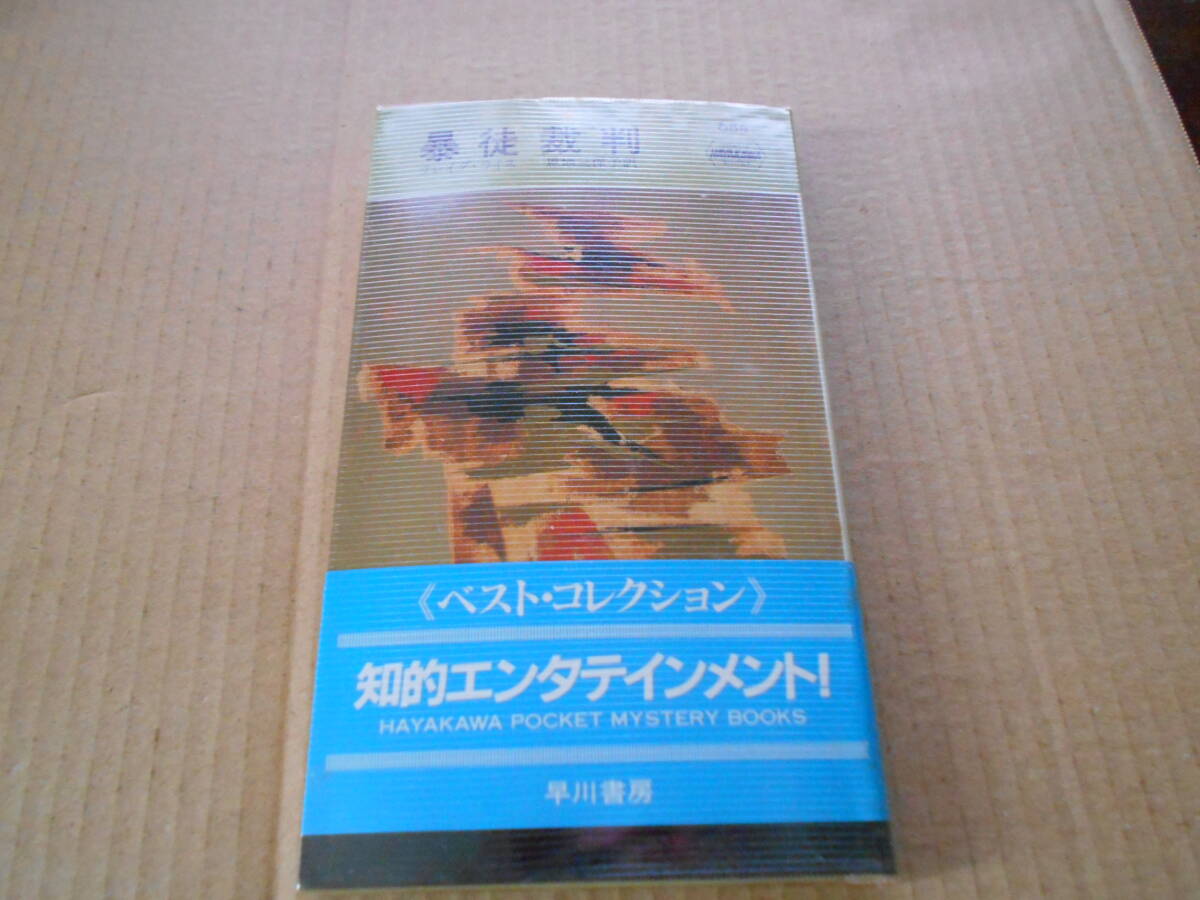 暴徒裁判
《ベスト・コレクション》
知的エンタテインメント!
HAYAKAWA POCKET MYSTERY BOOKS
早川書房